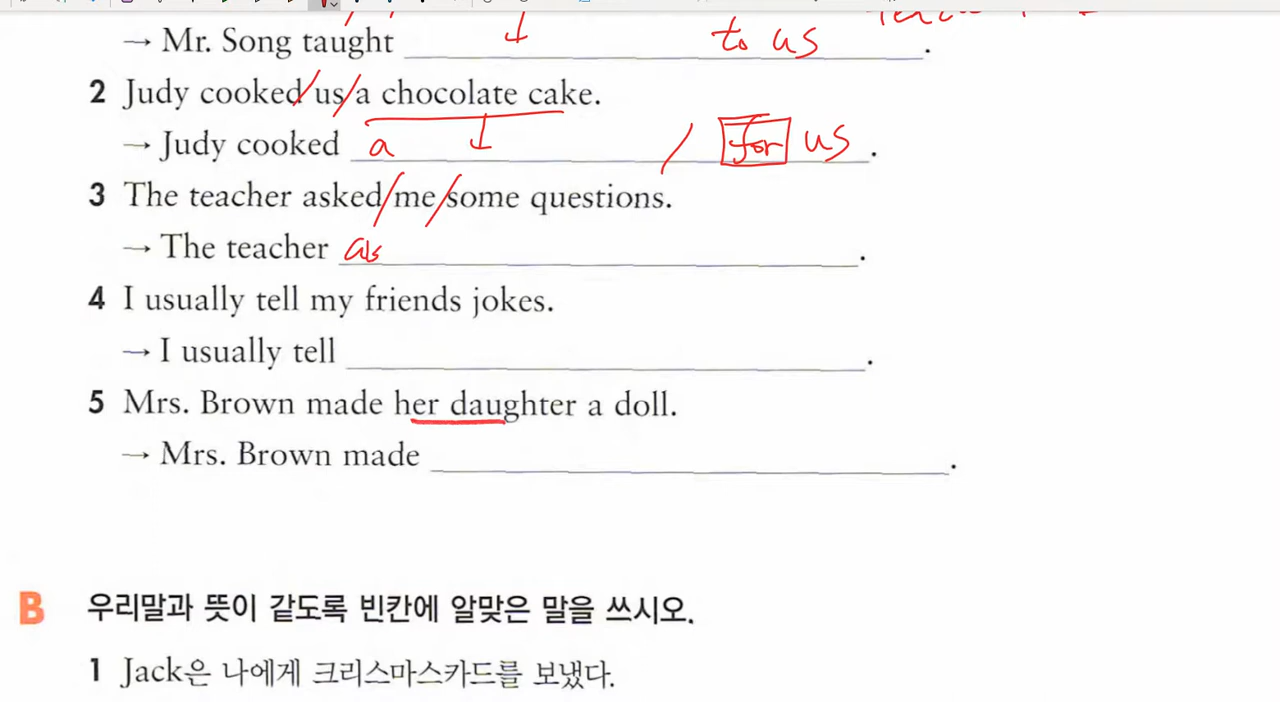 → Mr. Song taught to us.
2 Judy cooked/us/a chocolate cake.
→ Judy cooked a / for us.
3 The teacher asked/me/some questions.
→ The teacher as.
4 I usually tell my friends jokes.
→ I usually tell.
5 Mrs. Brown made her daughter a doll.
→ Mrs. Brown made.
B 우리말과 뜻이 같도록 빈칸에 알맞은 말을 쓰시오.
1 Jack은 나에게 크리스마스카드를 보냈다.